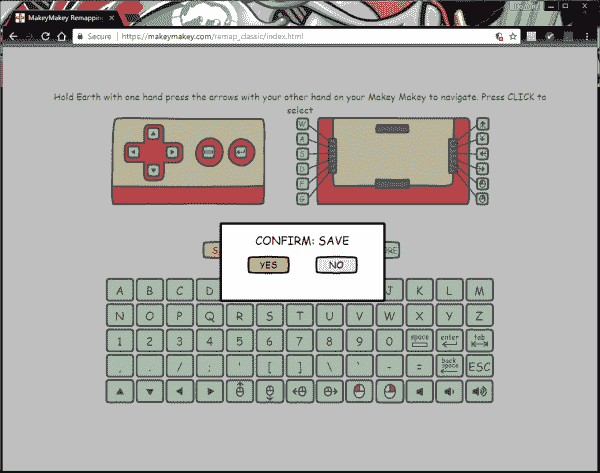 MakeyMakey Remapping
Secure https://makeymakey.com/remap_classic/index.html
Hold Earth with one hand press the arrows with your other hand on your Makey Makey to navigate. Press CLICK to
select
W
A
S
D
F
G
CONFIRM: SAVE
YES NO
A B C D J K L M
N O P Q R S T U V W X Y Z
1 2 3 4 5 6 7 8 9 0 space enter tab
, . / ; ' [ ] \ ` - = back space ESC